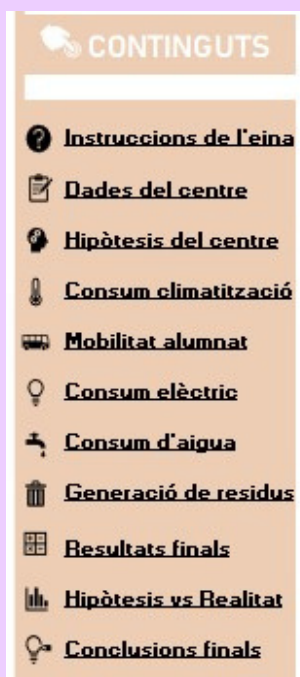 CONTINGUTS
Instruccions de l'eina
Dades del centre
Hipòtesis del centre
Consum climatització
Mobilitat alumnat
Consum elèctric
Consum d'aigua
Generació de residus
Resultats finals
Hipòtesis vs Realitat
Conclusions finals